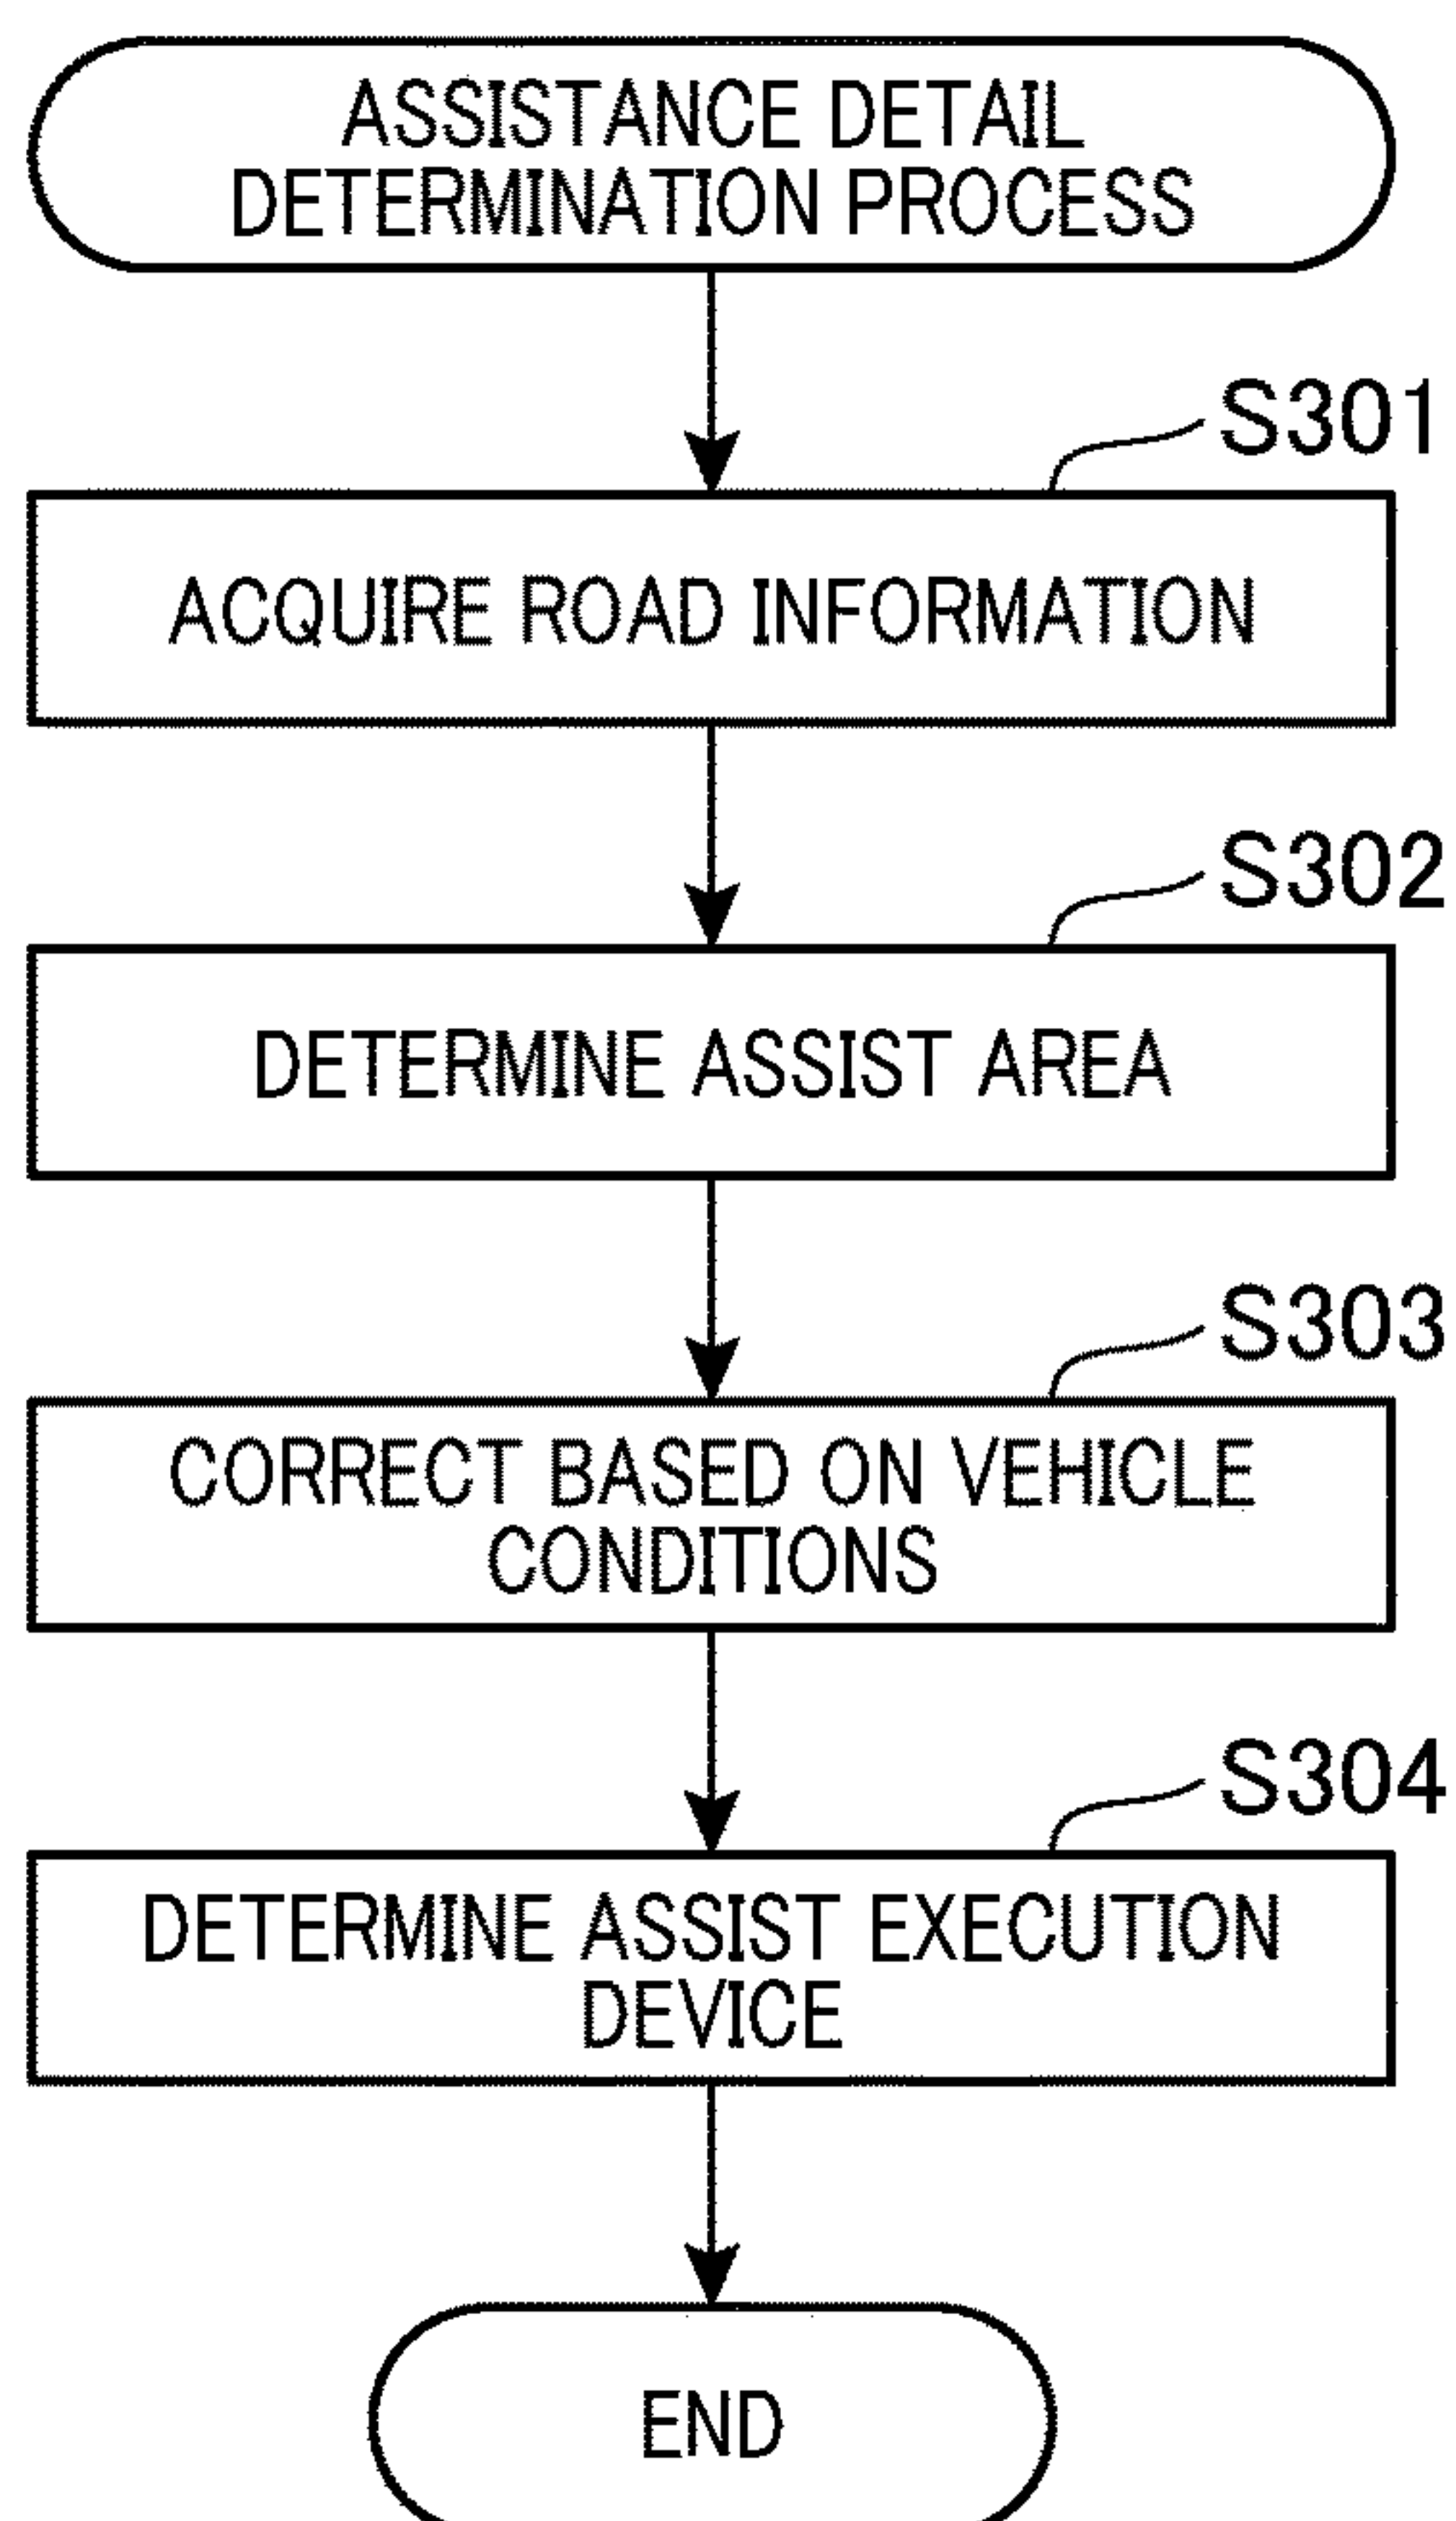 ASSISTANCE DETAIL
DETERMINATION PROCESS
S301
ACQUIRE ROAD INFORMATION
S302
DETERMINE ASSIST AREA
S303
CORRECT BASED ON VEHICLE
CONDITIONS
S304
DETERMINE ASSIST EXECUTION
DEVICE
END